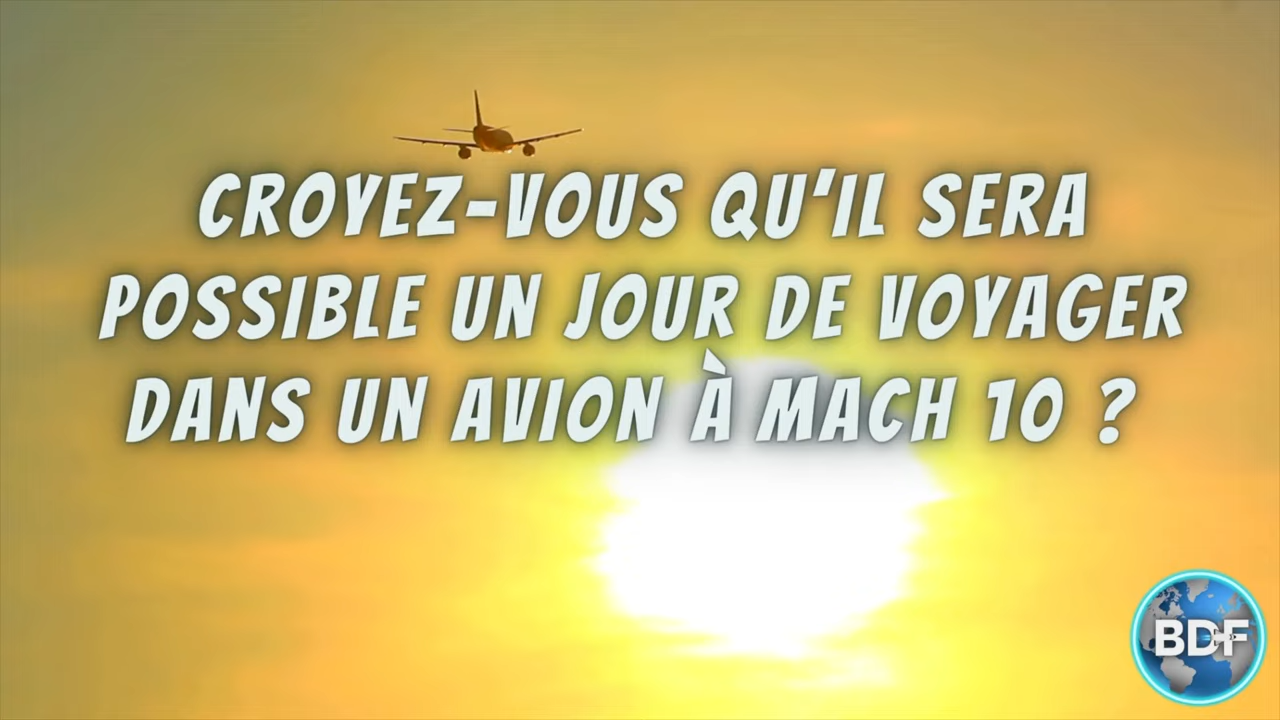 CROYEZ-VOUS QU'IL SERA
POSSIBLE UN JOUR DE VOYAGER
DANS UN AVION À MACH 10 ?
BDF